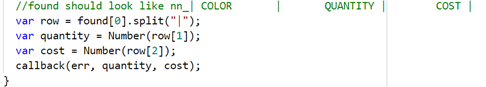 //found should look like nn_| COLOR | QUANTITY | COST |
var row = found[0].split("|");
var quantity = Number(row[1]);
var cost = Number(row[2]);
callback(err, quantity, cost);
}